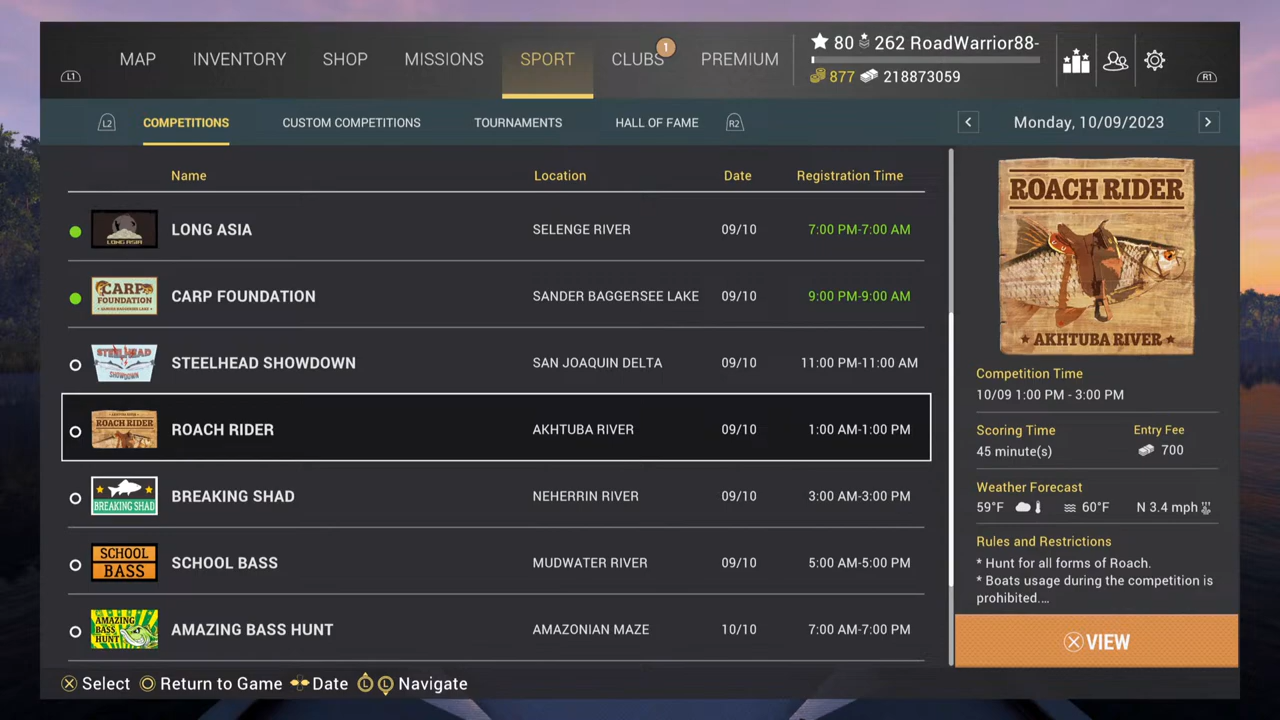 MAP INVENTORY SHOP MISSIONS SPORT CLUBS 1 PREMIUM
80 262 RoadWarrior88-
877 218873059
L1 R1
L2 COMPETITIONS CUSTOM COMPETITIONS TOURNAMENTS HALL OF FAME R2
< Monday, 10/09/2023 >
Name Location Date Registration Time
LONG ASIA
LONG ASIA SELENGE RIVER 09/10 7:00 PM-7:00 AM
CARP
FOUNDATION
CARP FOUNDATION SANDER BAGGERSEE LAKE 09/10 9:00 PM-9:00 AM
STEELHEAD
SHOWDOWN
STEELHEAD SHOWDOWN SAN JOAQUIN DELTA 09/10 11:00 PM-11:00 AM
ROACH RIDER
ROACH RIDER AKHTUBA RIVER 09/10 1:00 AM-1:00 PM
BREAKING SHAD
BREAKING SHAD NEHERRIN RIVER 09/10 3:00 AM-3:00 PM
SCHOOL
BASS
SCHOOL BASS MUDWATER RIVER 09/10 5:00 AM-5:00 PM
AMAZING
BASS
HUNT
AMAZING BASS HUNT AMAZONIAN MAZE 10/10 7:00 AM-7:00 PM
ROACH RIDER
AKHTUBA RIVER
Competition Time
10/09 1:00 PM - 3:00 PM
Scoring Time Entry Fee
45 minute(s) 700
Weather Forecast
59°F 60°F N 3.4 mph
Rules and Restrictions
* Hunt for all forms of Roach.
* Boats usage during the competition is
prohibited....
VIEW
Select Return to Game Date L L Navigate